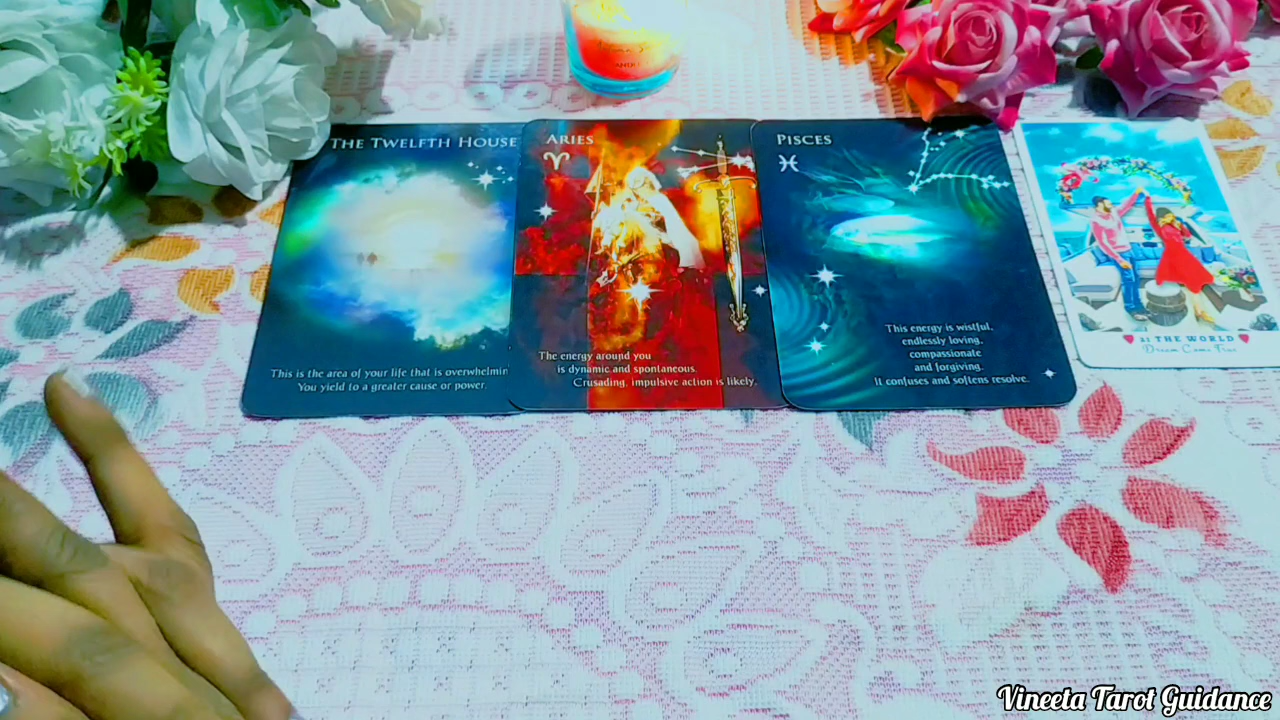 THE TWELFTH HOUSE
This is the area of your life that is overwhelmin
You yield to a greater cause or power.
ARIES
The energy around you
is dynamic and spontaneous.
Crusading, impulsive action is likely.
PISCES
This energy is wistful,
endlessly loving,
compassionate
and forgiving.
It confuses and softens resolve.
21 THE WORLD
Dream Come True
Vineeta Tarot Guidance